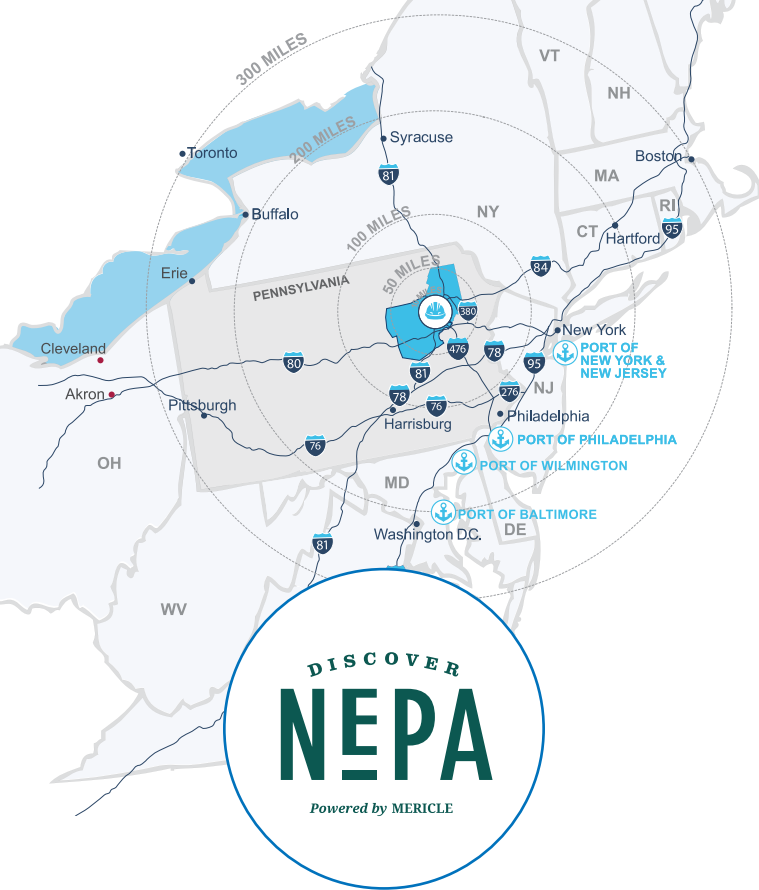 300 MILES
VT
NH
200 MILES
Syracuse
Toronto
Boston
81
MA
RI
100 MILES
NY
Buffalo
CT
95
Hartford
50 MILES
84
Erie
PENNSYLVANIA
380
New York
Cleveland
476
78
PORT OF
NEW YORK &
NEW JERSEY
80
95
81
NJ
Akron
276
78
76
Pittsburgh
Harrisburg
Philadelphia
76
PORT OF PHILADELPHIA
OH
PORT OF WILMINGTON
MD
PORT OF BALTIMORE
Washington D.C.
DE
81
WV
DISCOVER
NEPA
Powered by MERICLE